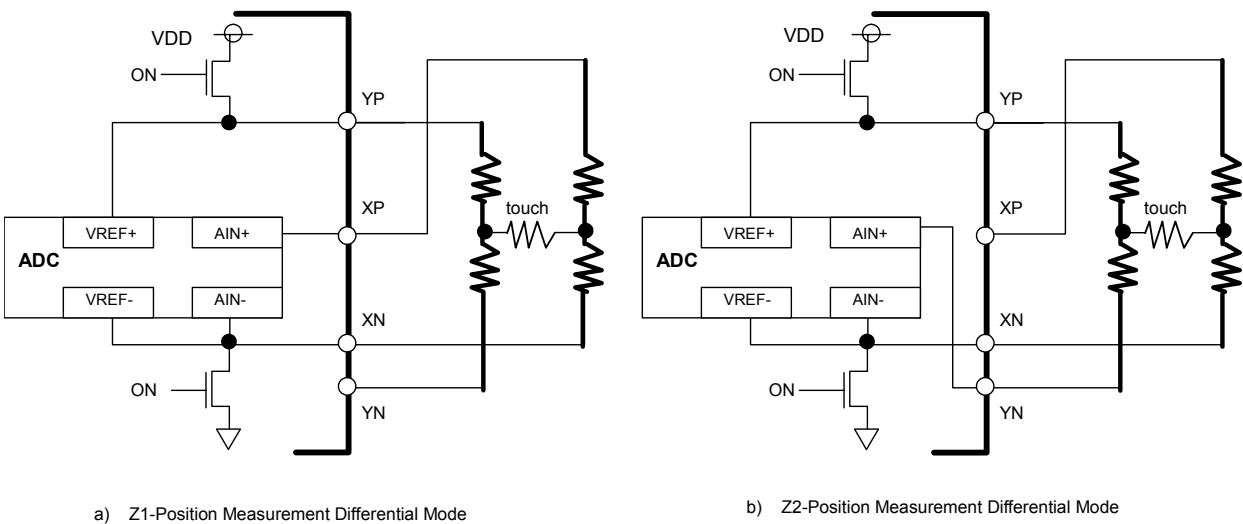 VDD
ON
YP
XP
touch
VREF+
AIN+
ADC
VREF-
AIN-
XN
ON
YN
a) Z1-Position Measurement Differential Mode
VDD
ON
YP
XP
touch
VREF+
AIN+
ADC
VREF-
AIN-
XN
ON
YN
b) Z2-Position Measurement Differential Mode